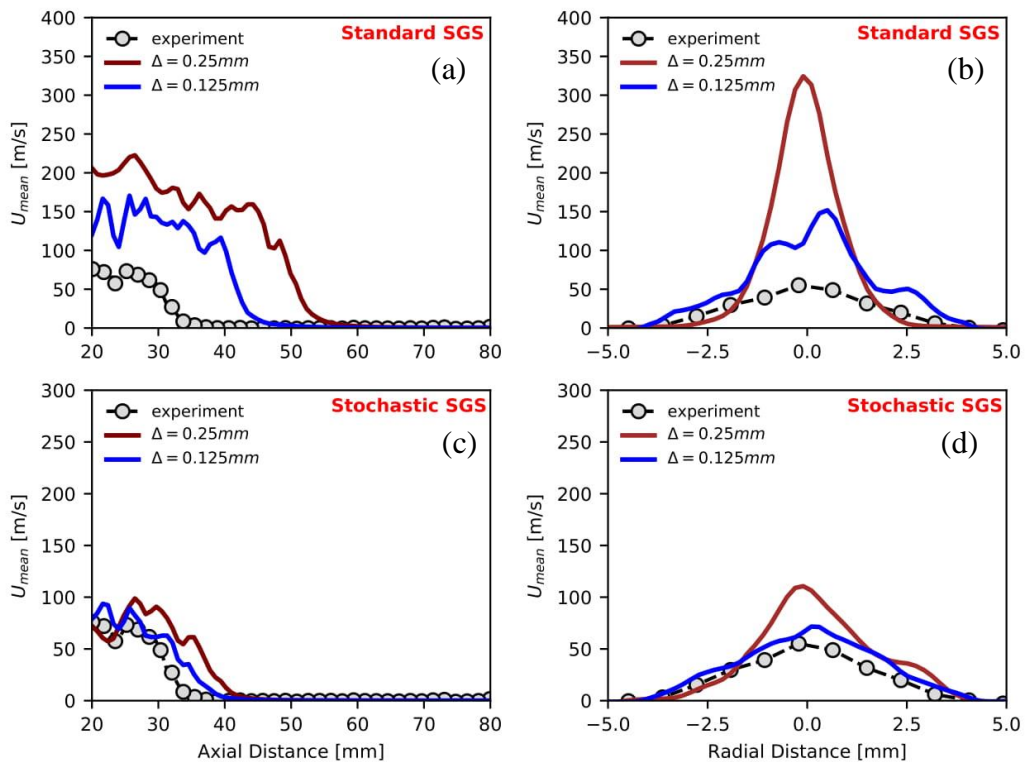 Standard SGS
(a)
experiment
Δ = 0.25mm
Δ = 0.125mm
U_mean [m/s]
400
350
300
250
200
150
100
50
0
20 30 40 50 60 70 80
Standard SGS
(b)
experiment
Δ = 0.25mm
Δ = 0.125mm
U_mean [m/s]
400
350
300
250
200
150
100
50
0
−5.0 −2.5 0.0 2.5 5.0
Stochastic SGS
(c)
experiment
Δ = 0.25mm
Δ = 0.125mm
U_mean [m/s]
300
250
200
150
100
50
0
20 30 40 50 60 70 80
Axial Distance [mm]
Stochastic SGS
(d)
experiment
Δ = 0.25mm
Δ = 0.125mm
U_mean [m/s]
300
250
200
150
100
50
0
−5.0 −2.5 0.0 2.5 5.0
Radial Distance [mm]